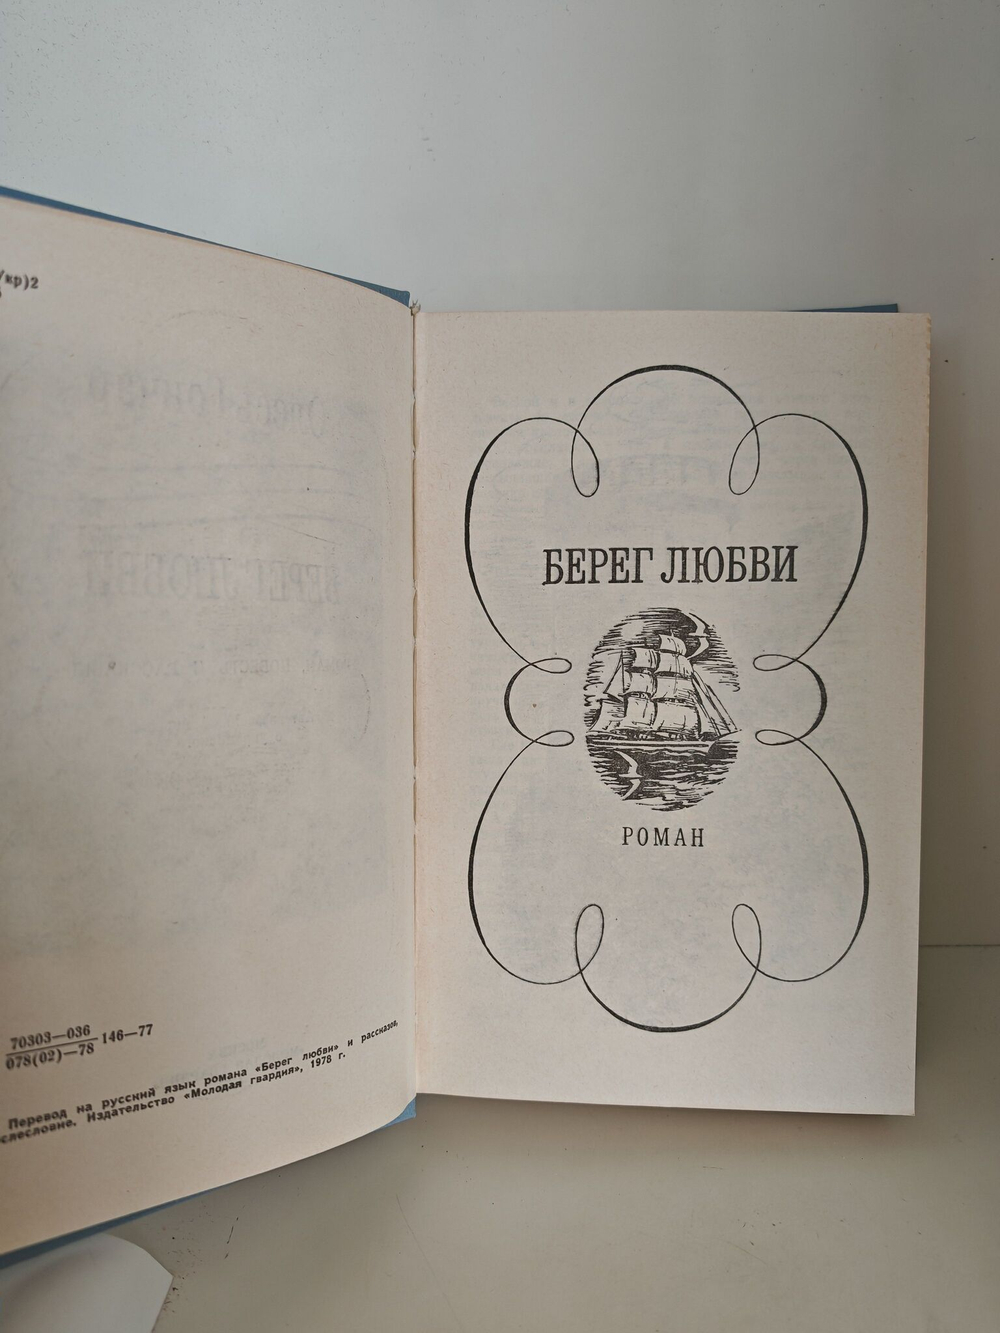 /кр)2
70303—036
078(02)—78
146—77
Перевод на русский язык романа «Берег любви» и рассказов,
слесловие. Издательство «Молодая гвардия», 1978 г.
БЕРЕГ ЛЮБВИ
РОМАН